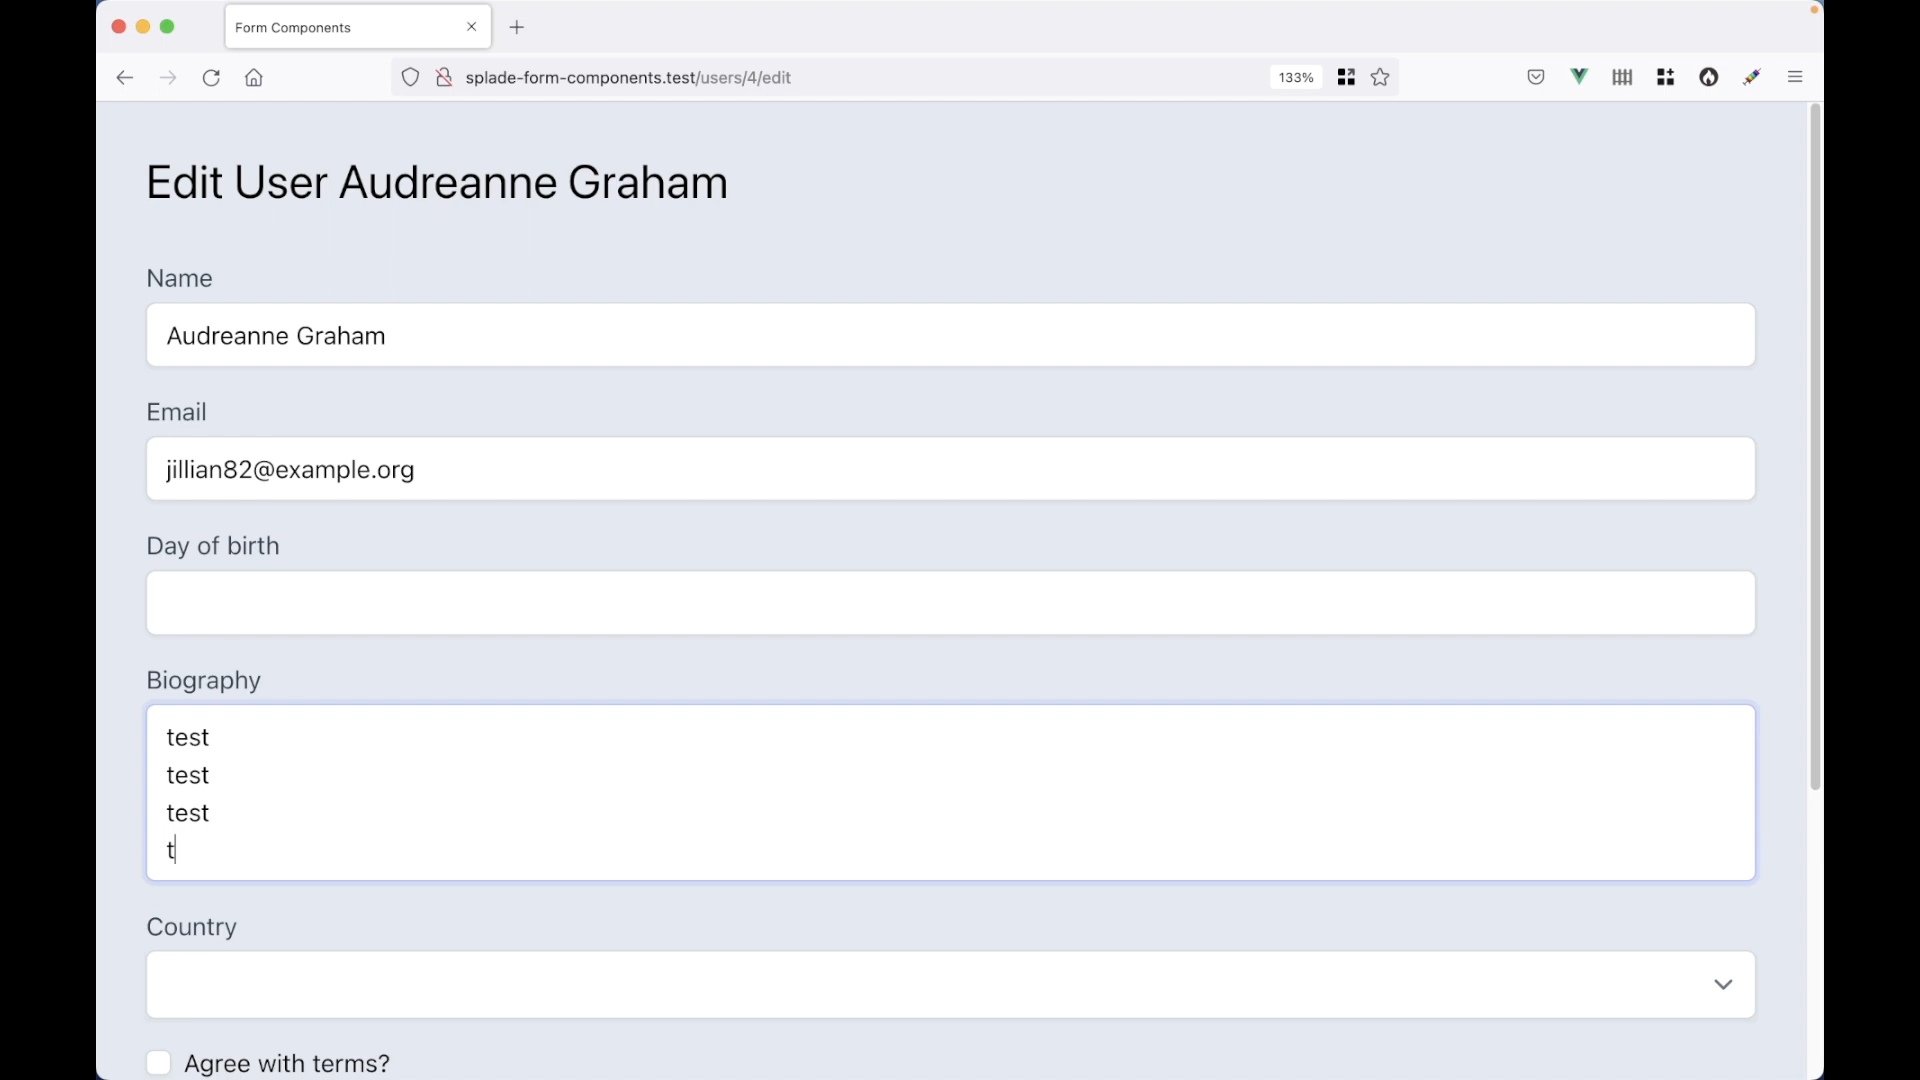 Form Components
splade-form-components.test/users/4/edit
133%
Edit User Audreanne Graham
Name
Audreanne Graham
Email
jillian82@example.org
Day of birth
Biography
test
test
test
t
Country
Agree with terms?